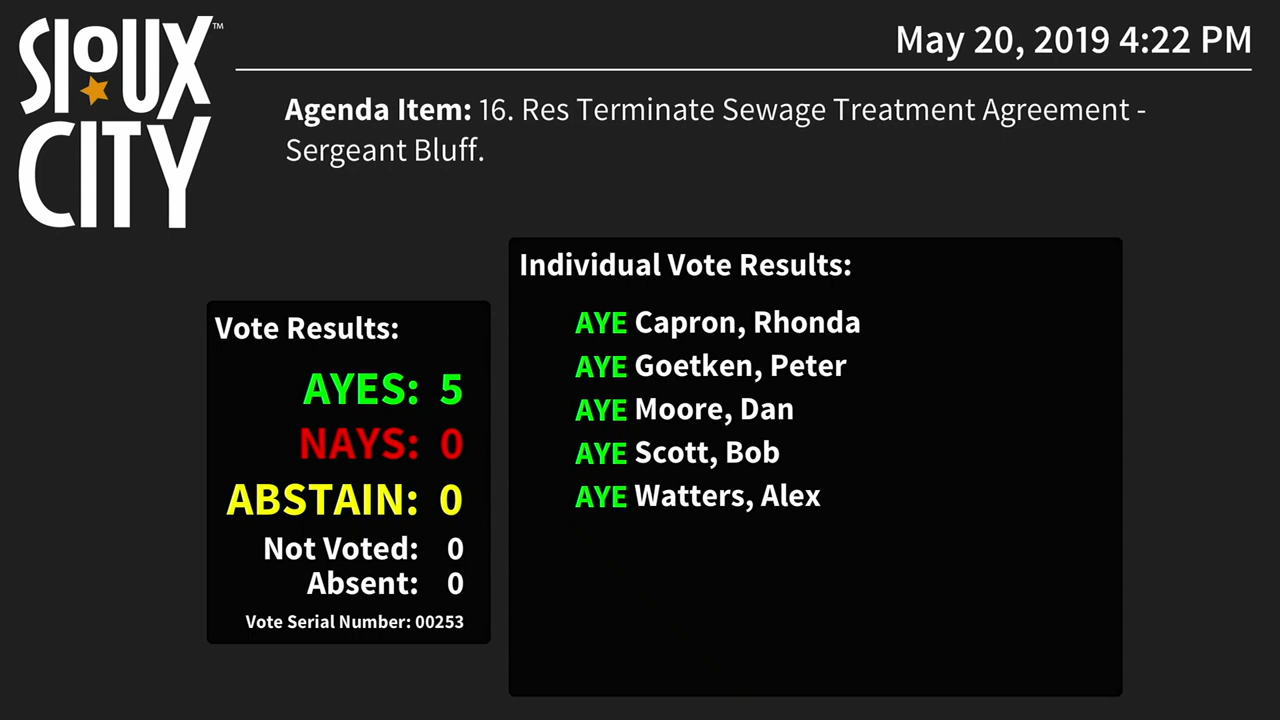 SIOUX
CITY
™
May 20, 2019 4:22 PM
Agenda Item: 16. Res Terminate Sewage Treatment Agreement -
Sergeant Bluff.
Vote Results:
AYES: 5
NAYS: 0
ABSTAIN: 0
Not Voted: 0
Absent: 0
Vote Serial Number: 00253
Individual Vote Results:
AYE Capron, Rhonda
AYE Goetken, Peter
AYE Moore, Dan
AYE Scott, Bob
AYE Watters, Alex